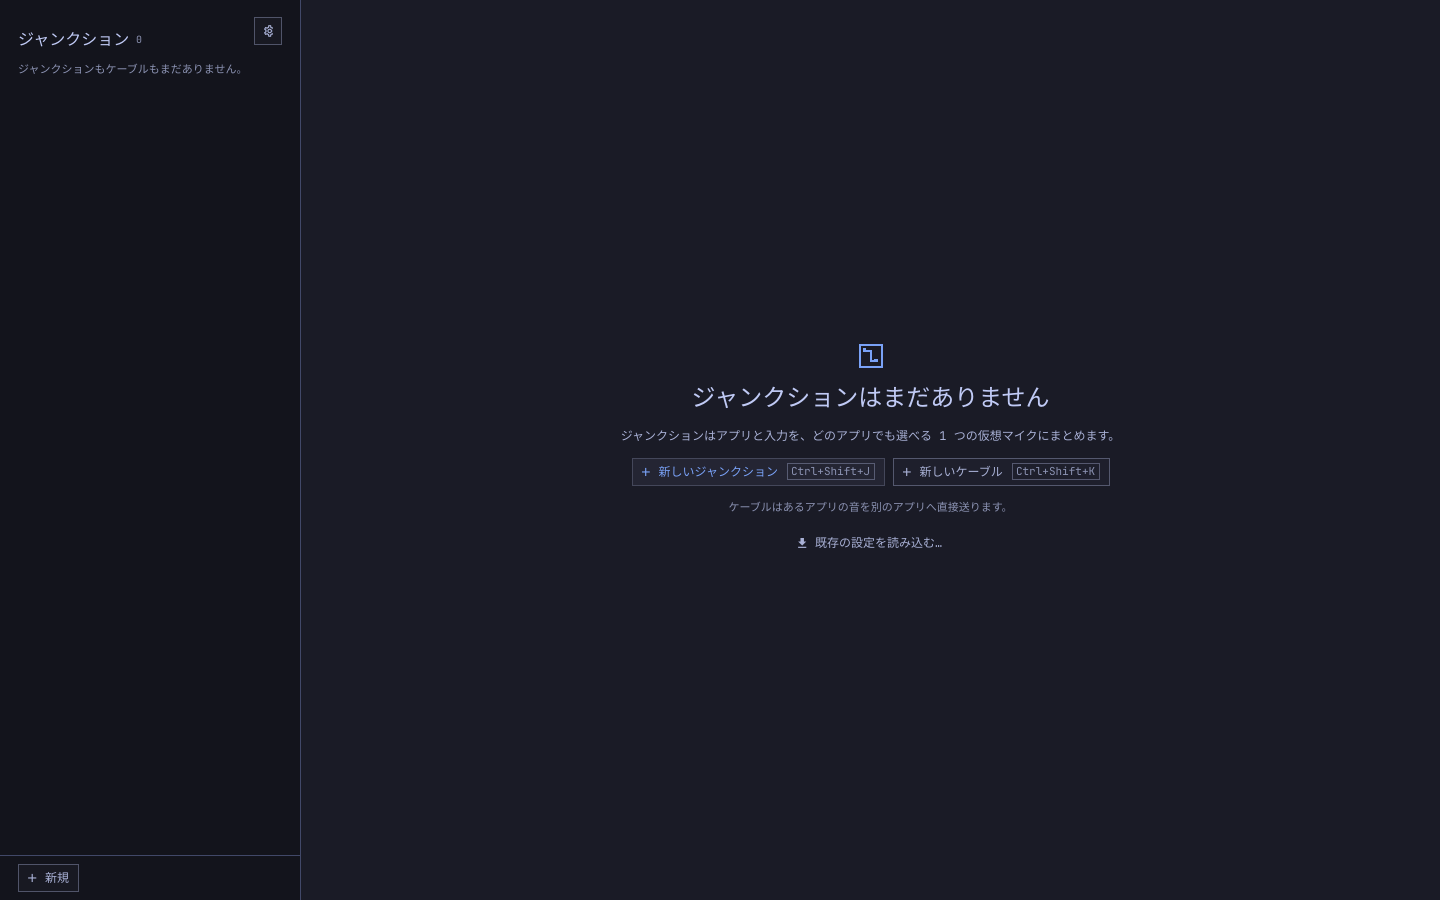 ジャンクション 0
ジャンクションもケーブルもまだありません。
ジャンクションはまだありません
ジャンクションはアプリと入力を、どのアプリでも選べる 1 つの仮想マイクにまとめます。
+ 新しいジャンクション Ctrl+Shift+J
+ 新しいケーブル Ctrl+Shift+K
ケーブルはあるアプリの音を別のアプリへ直接送ります。
既存の設定を読み込む…
+ 新規